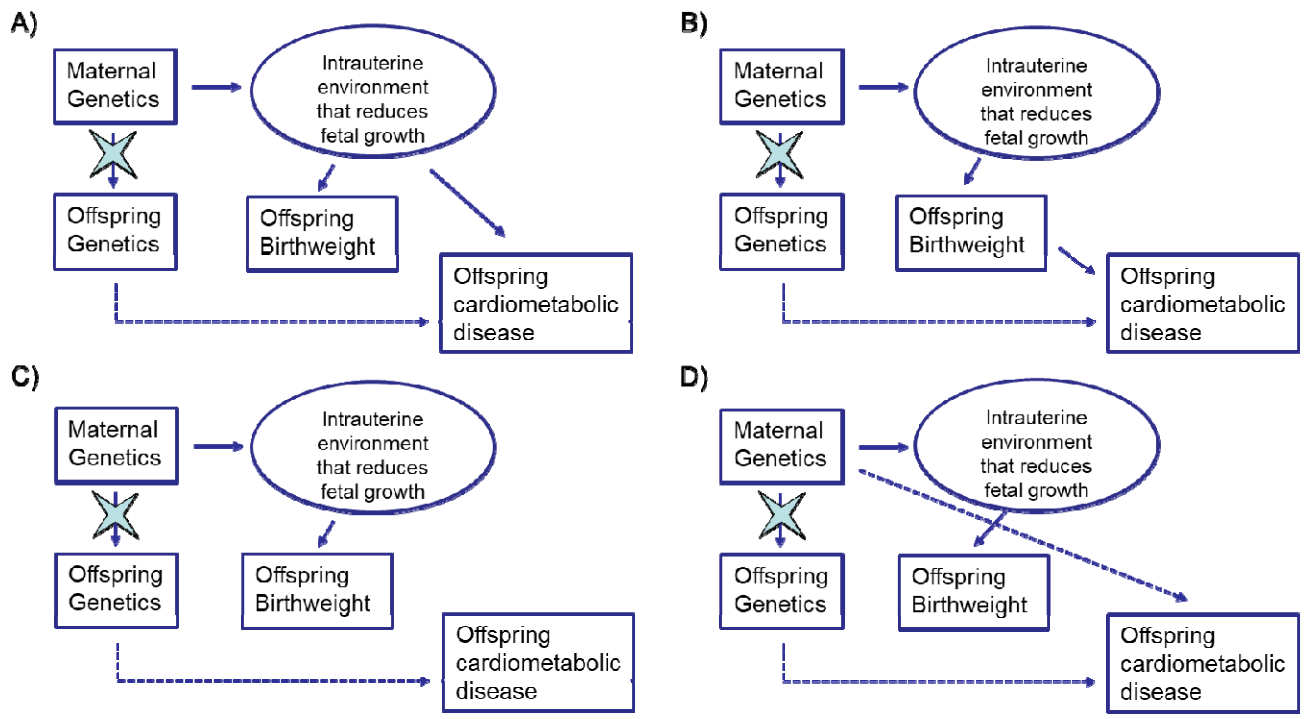 A)
Maternal
Genetics
Intrauterine
environment
that reduces
fetal growth
Offspring
Genetics
Offspring
Birthweight
Offspring
cardiometabolic
disease
B)
Maternal
Genetics
Intrauterine
environment
that reduces
fetal growth
Offspring
Genetics
Offspring
Birthweight
Offspring
cardiometabolic
disease
C)
Maternal
Genetics
Intrauterine
environment
that reduces
fetal growth
Offspring
Genetics
Offspring
Birthweight
Offspring
cardiometabolic
disease
D)
Maternal
Genetics
Intrauterine
environment
that reduces
fetal growth
Offspring
Genetics
Offspring
Birthweight
Offspring
cardiometabolic
disease